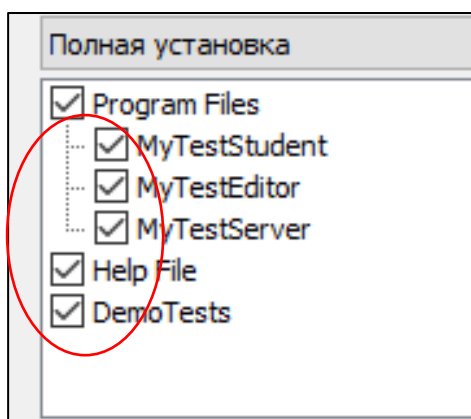 Полная установка
Program Files
MyTestStudent
MyTestEditor
MyTestServer
Help File
DemoTests